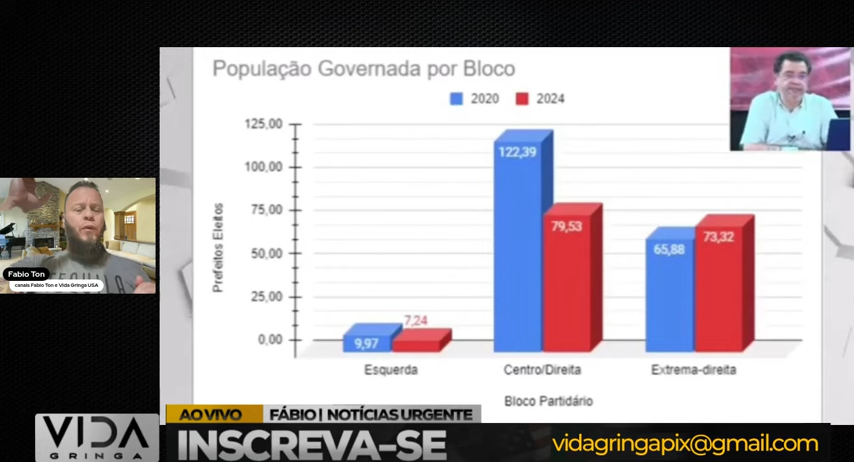 População Governada por Bloco
2020 2024
Prefeitos Eleitos
125,00
100,00
75,00
50,00
25,00
0,00
9,97
7,24
122,39
79,53
65,88
73,32
Esquerda Centro/Direita Extrema-direita
Bloco Partidário
Fabio Ton
canais Fabio Ton e Vida Gringa USA
VIDA
GRINGA
AO VIVO FÁBIO | NOTÍCIAS URGENTE
INSCREVA-SE
vidagringapix@gmail.com